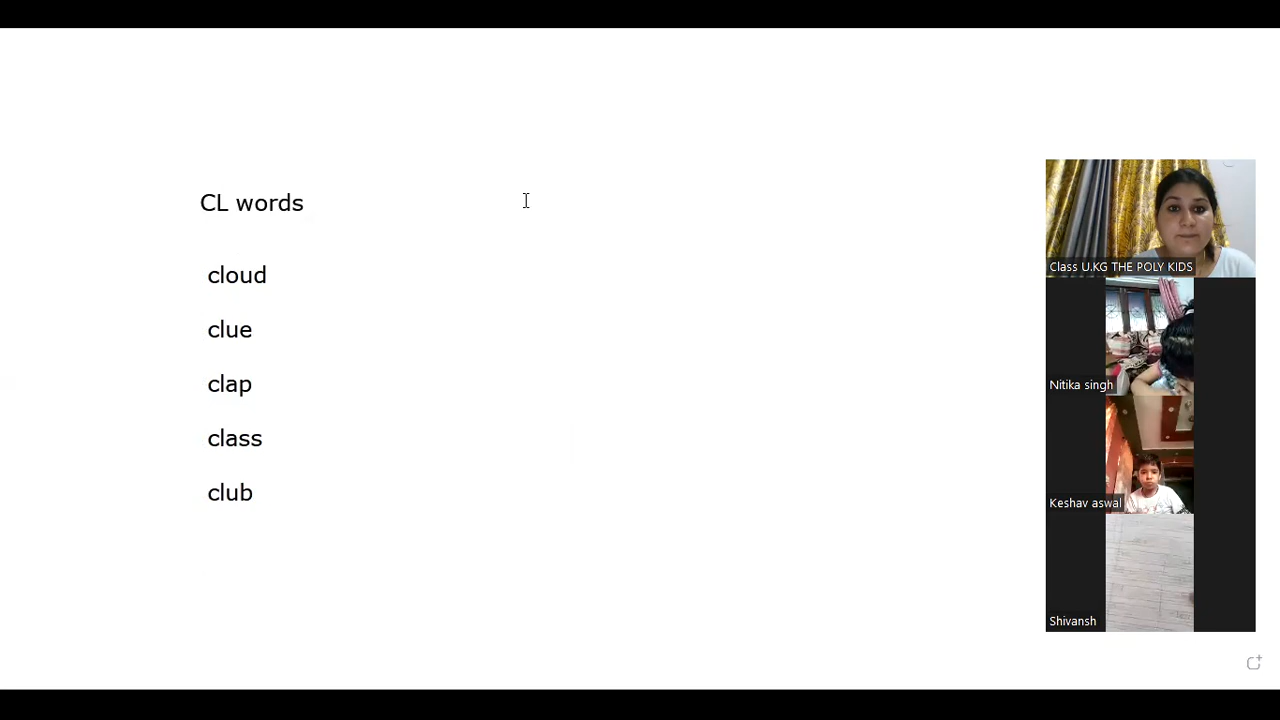 CL words
cloud
clue
clap
class
club
Class U.KG THE POLY KIDS
Nitika singh
Keshav aswal
Shivansh